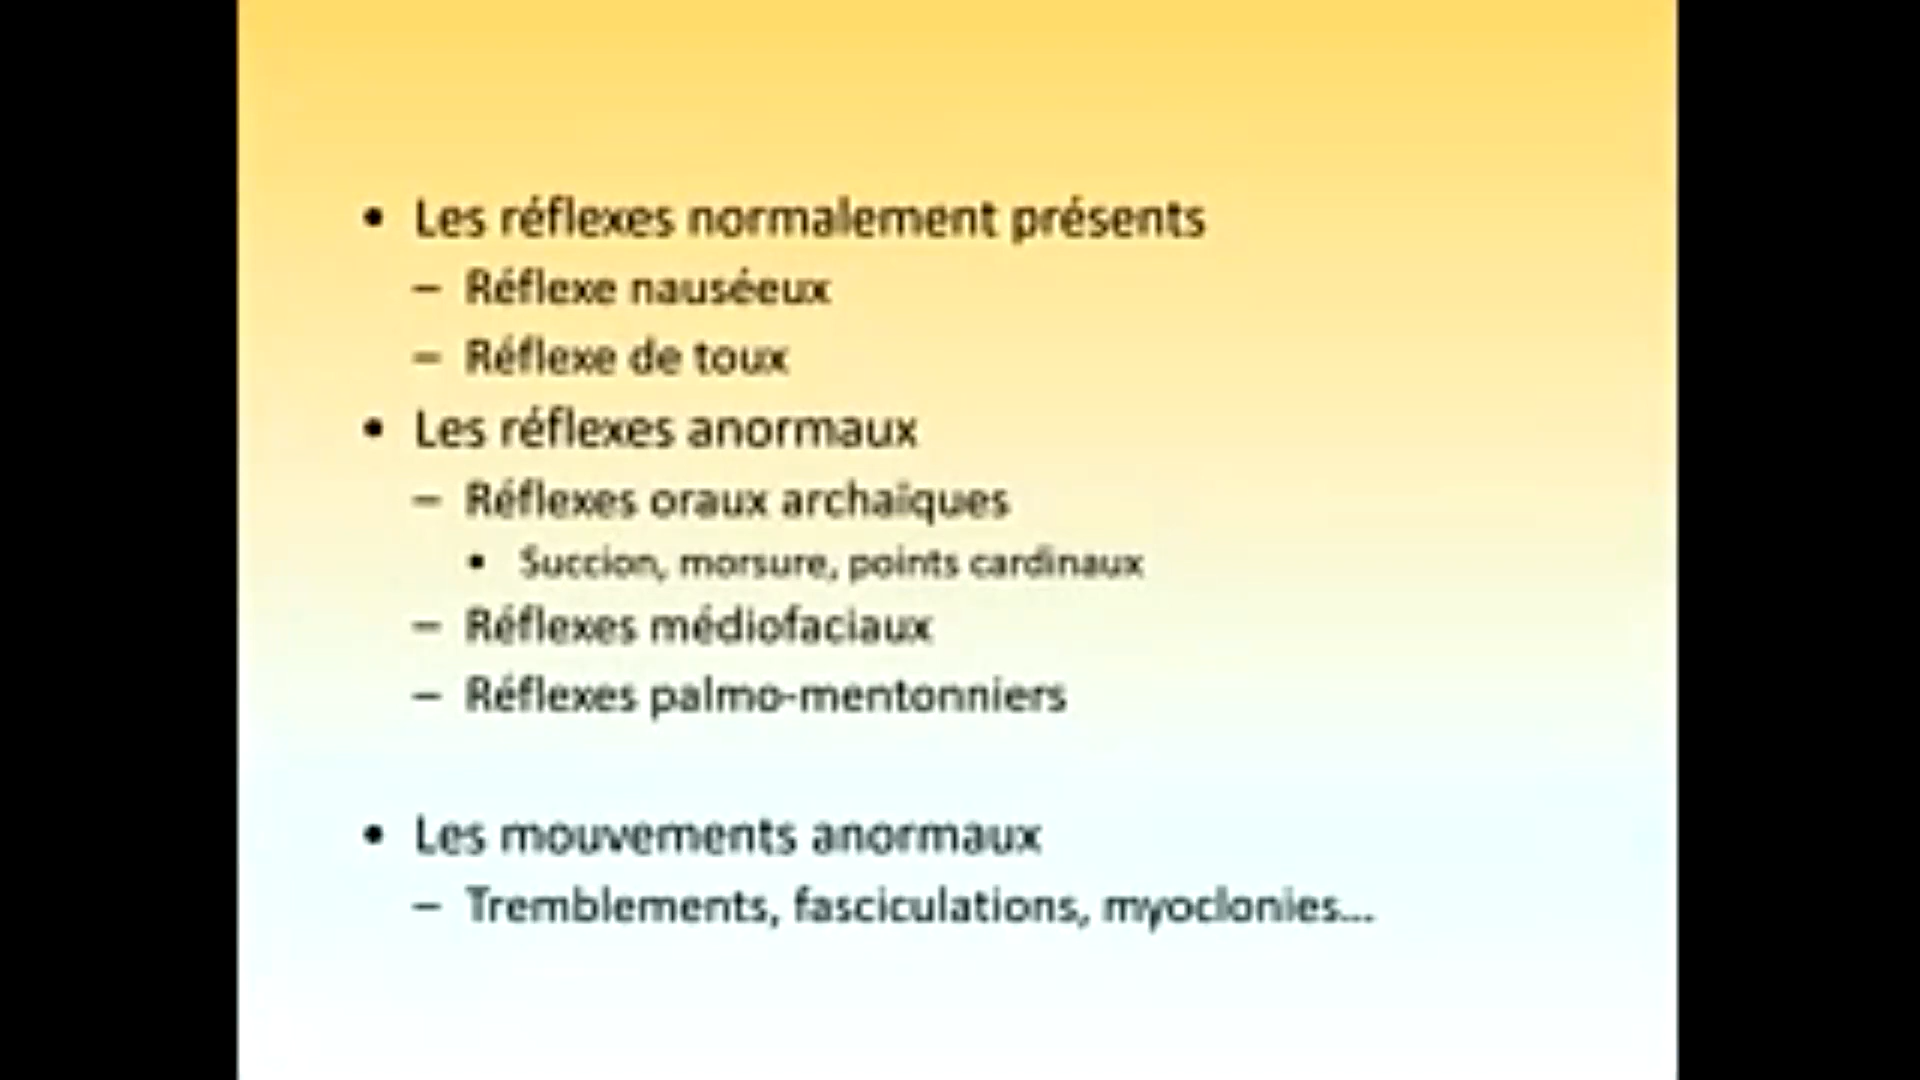 • Les réflexes normalement présents
– Réflexe nauséeux
– Réflexe de toux
• Les réflexes anormaux
– Réflexes oraux archaïques
• Succion, morsure, points cardinaux
– Réflexes médiofaciaux
– Réflexes palmo-mentonniers
• Les mouvements anormaux
– Tremblements, fasciculations, myoclonies...